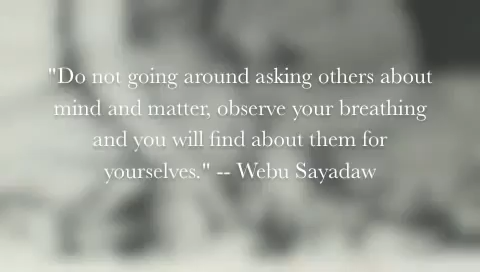 "Do not going around asking others about
mind and matter, observe your breathing
and you will find about them for
yourselves." -- Webu Sayadaw